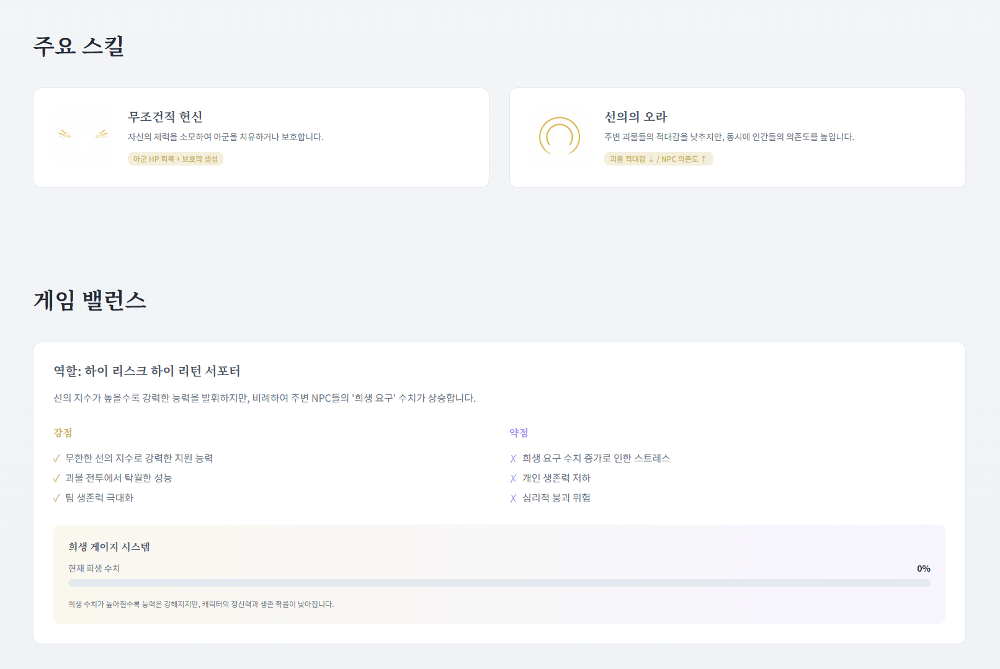 주요 스킬
무조건적 헌신
자신의 체력을 소모하여 아군을 치유하거나 보호합니다.
아군 HP 회복 + 보호막 생성
선의의 오라
주변 괴물들의 적대감을 낮추지만, 동시에 인간들의 의존도를 높입니다.
괴물 적대감 ↓ / NPC 의존도 ↑
게임 밸런스
역할: 하이 리스크 하이 리턴 서포터
선의 지수가 높을수록 강력한 능력을 발휘하지만, 비례하여 주변 NPC들의 '희생 요구' 수치가 상승합니다.
강점
✓ 무한한 선의 지수로 강력한 지원 능력
✓ 괴물 전투에서 탁월한 성능
✓ 팀 생존력 극대화
약점
✗ 희생 요구 수치 증가로 인한 스트레스
✗ 개인 생존력 저하
✗ 심리적 붕괴 위험
희생 게이지 시스템
현재 희생 수치 0%
희생 수치가 높아질수록 능력은 강해지지만, 캐릭터의 정신력과 생존 확률이 낮아집니다.